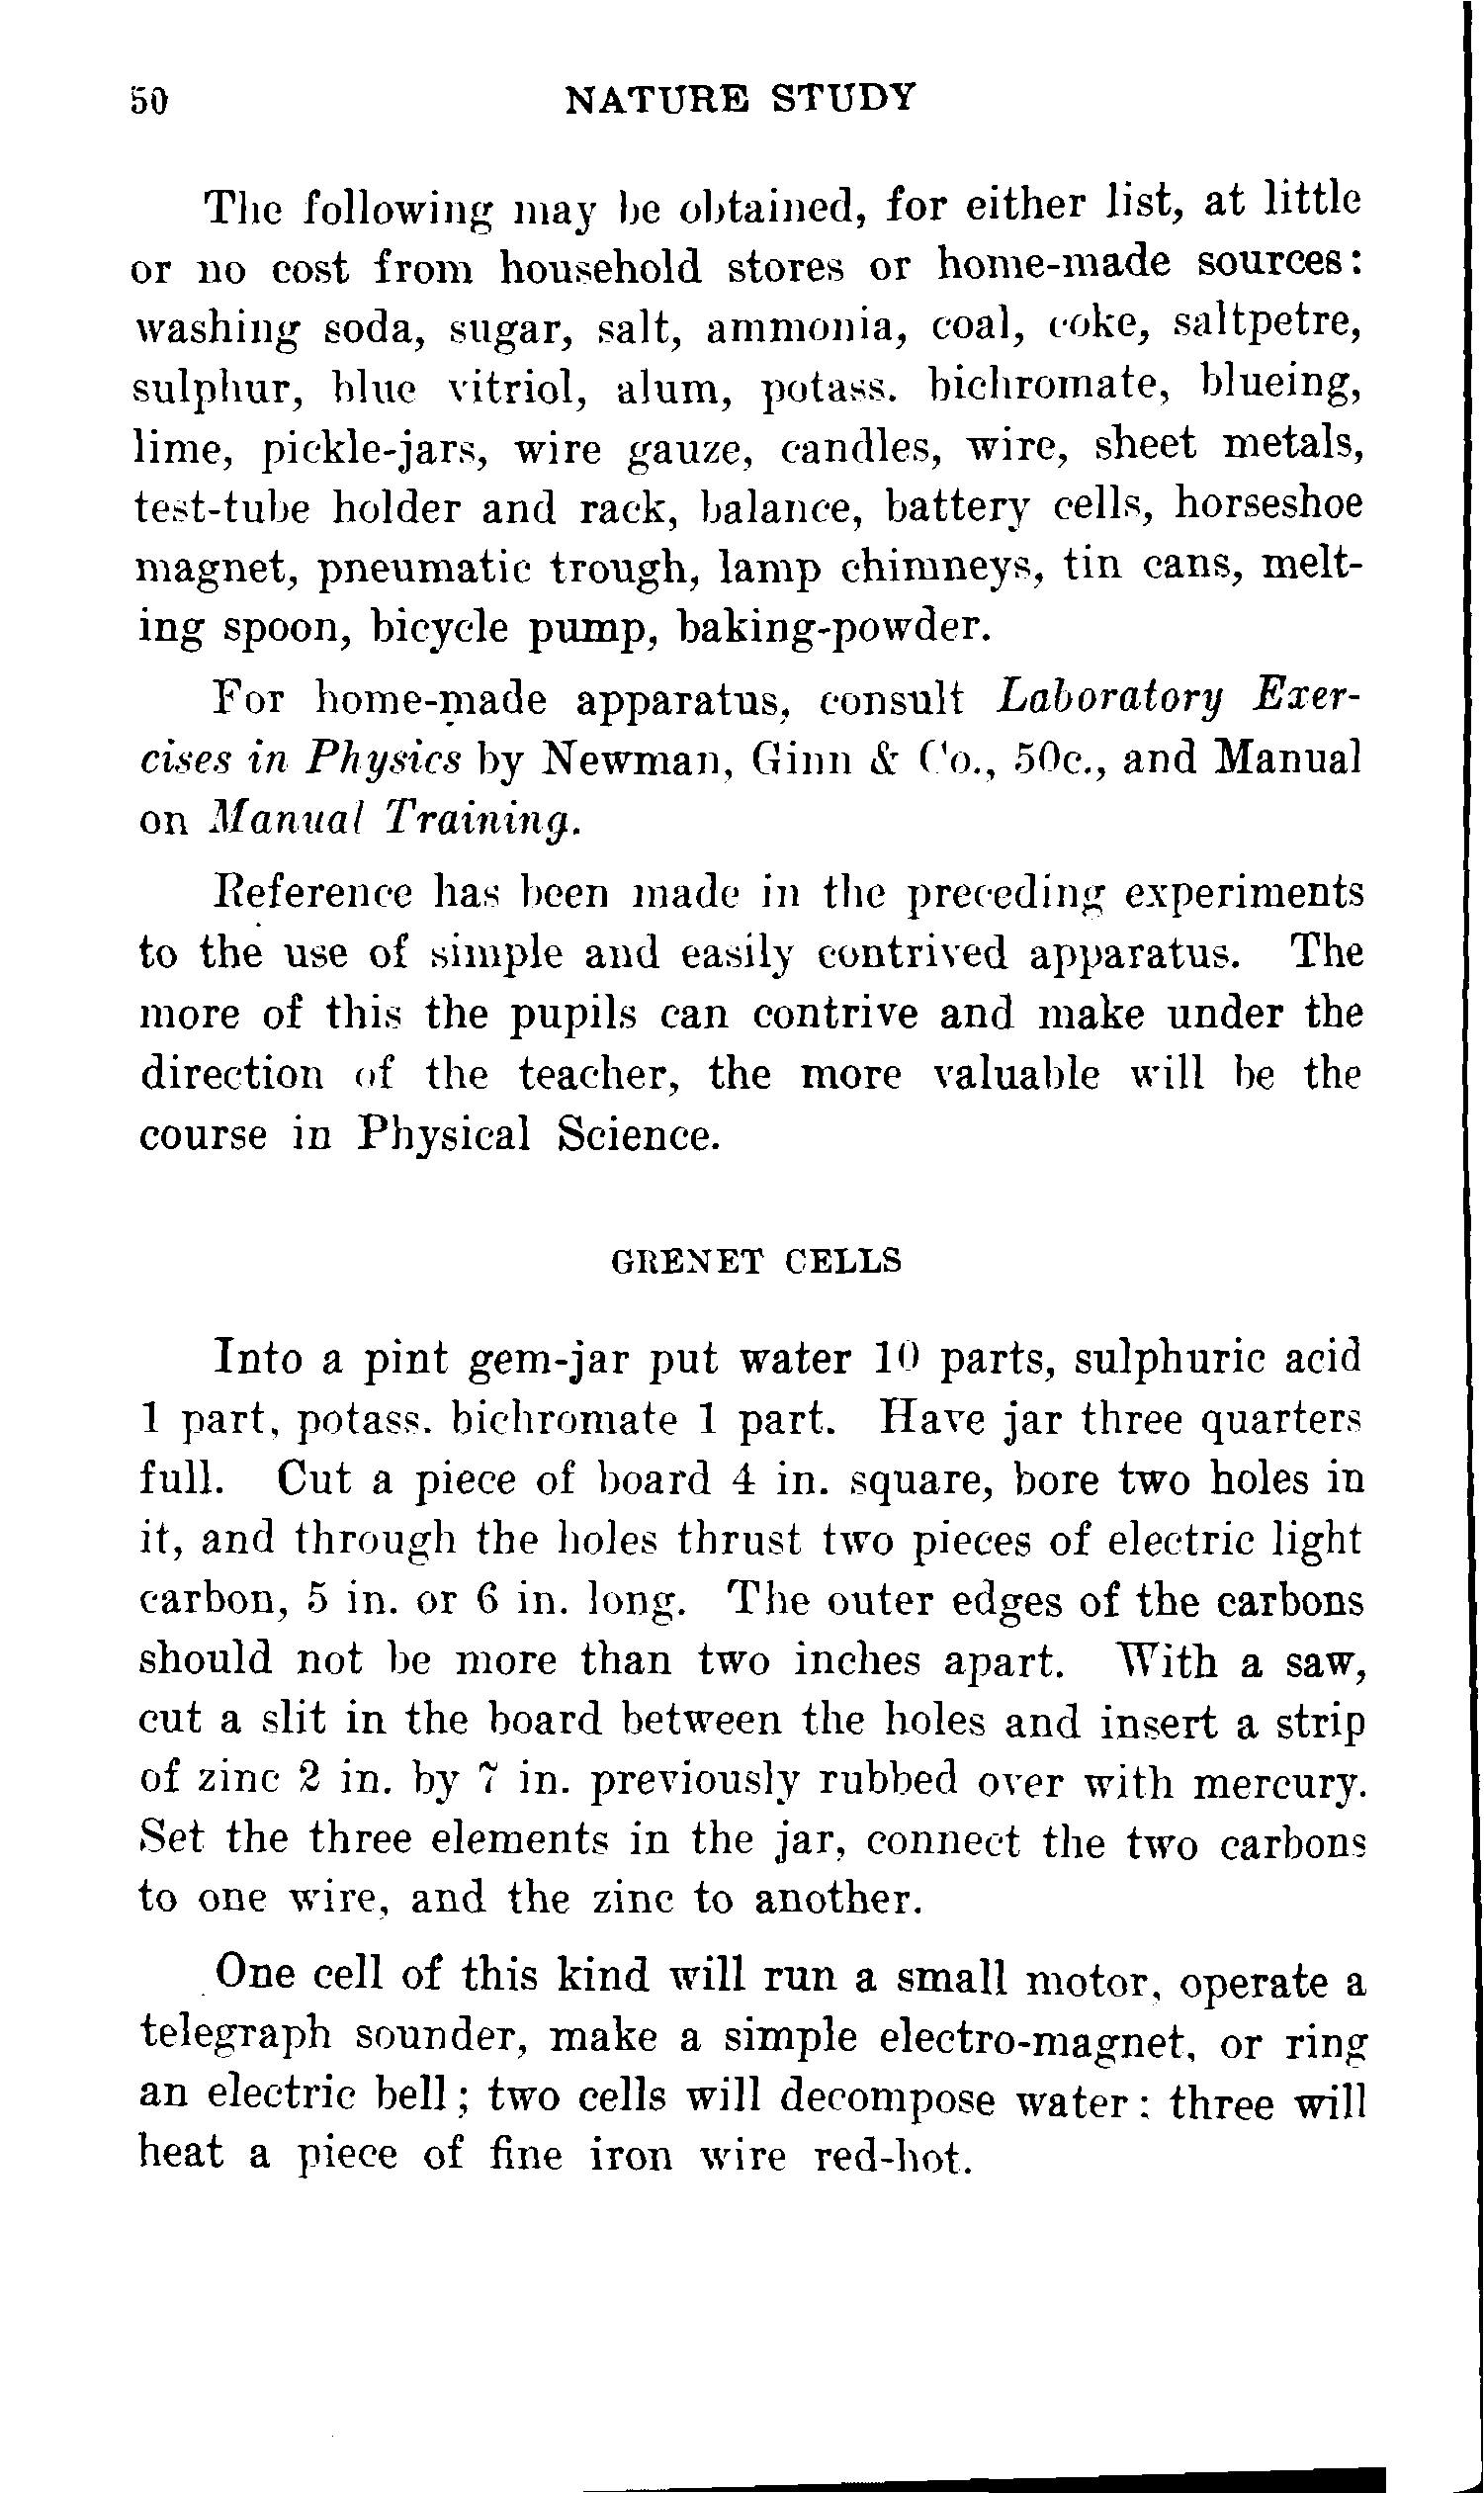 50 NATURE STUDY
The following may be obtained, for either list, at little
or no cost from household stores or home-made sources:
washing soda, sugar, salt, ammonia, coal, coke, saltpetre,
sulphur, blue vitriol, alum, potass. bichromate, blueing,
lime, pickle-jars, wire gauze, candles, wire, sheet metals,
test-tube holder and rack, balance, battery cells, horseshoe
magnet, pneumatic trough, lamp chimneys, tin cans, melt-
ing spoon, bicycle pump, baking-powder.
For home-made apparatus, consult Laboratory Exer-
cises in Physics by Newman, Ginn & Co., 50c., and Manual
on Manual Training.
Reference has been made in the preceding experiments
to the use of simple and easily contrived apparatus. The
more of this the pupils can contrive and make under the
direction of the teacher, the more valuable will be the
course in Physical Science.
GRENET CELLS
Into a pint gem-jar put water 10 parts, sulphuric acid
1 part, potass. bichromate 1 part. Have jar three quarters
full. Cut a piece of board 4 in. square, bore two holes in
it, and through the holes thrust two pieces of electric light
carbon, 5 in. or 6 in. long. The outer edges of the carbons
should not be more than two inches apart. With a saw,
cut a slit in the board between the holes and insert a strip
of zinc 2 in. by 7 in. previously rubbed over with mercury.
Set the three elements in the jar, connect the two carbons
to one wire, and the zinc to another.
One cell of this kind will run a small motor, operate a
telegraph sounder, make a simple electro-magnet, or ring
an electric bell; two cells will decompose water: three will
heat a piece of fine iron wire red-hot.